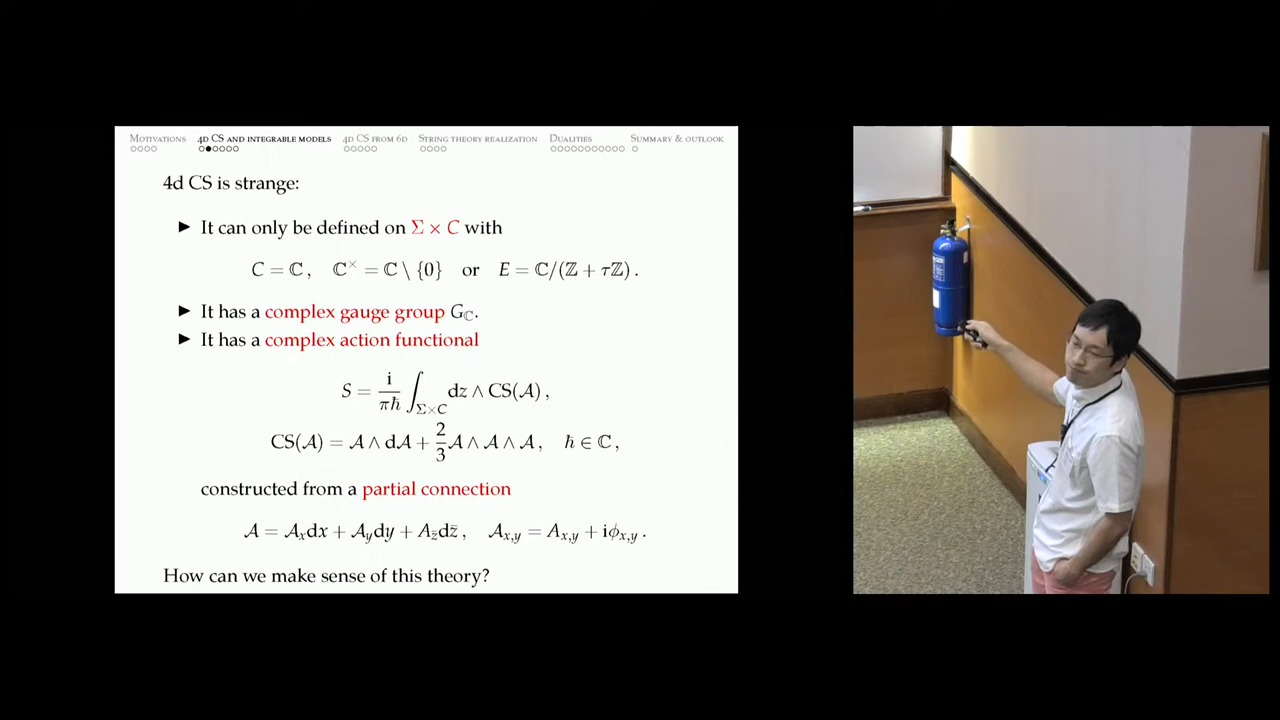 MOTIVATIONS 4D CS AND INTEGRABLE MODELS 4D CS FROM 6D STRING THEORY REALIZATION DUALITIES SUMMARY & OUTLOOK
4d CS is strange:
▶ It can only be defined on Σ × C with
C = ℂ, ℂ× = ℂ \ {0} or E = ℂ/(ℤ + τℤ).
▶ It has a complex gauge group G_ℂ.
▶ It has a complex action functional
S = i/πℏ ∫_{Σ×C} dz ∧ CS(𝒜),
CS(𝒜) = 𝒜 ∧ d𝒜 + 2/3 𝒜 ∧ 𝒜 ∧ 𝒜, ℏ ∈ ℂ,
constructed from a partial connection
𝒜 = 𝒜_x dx + 𝒜_y dy + A_z̄ dz̄, 𝒜_{x,y} = A_{x,y} + iϕ_{x,y}.
How can we make sense of this theory?